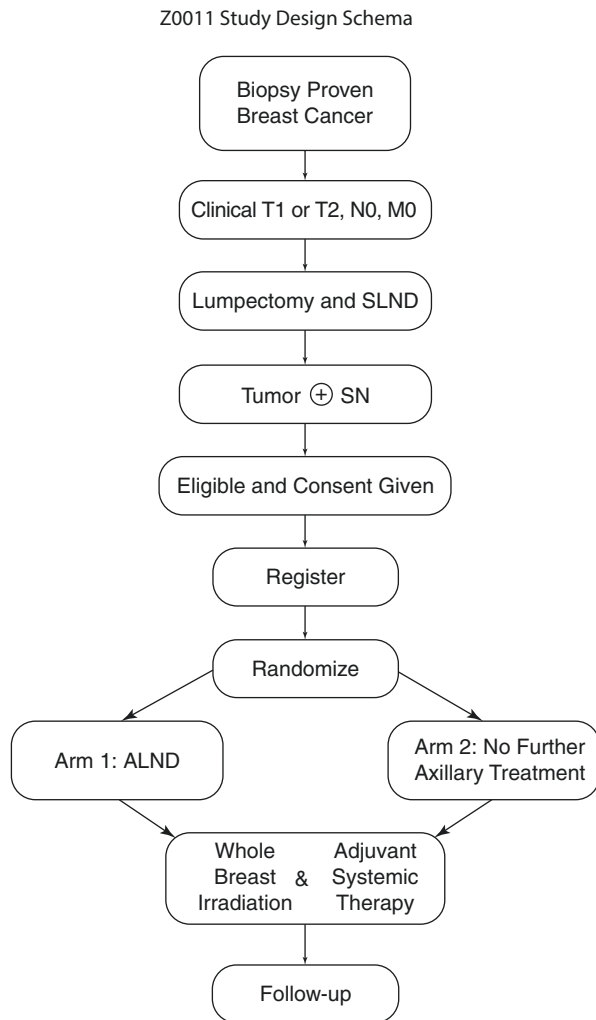 Z0011 Study Design Schema
Biopsy Proven
Breast Cancer
Clinical T1 or T2, N0, M0
Lumpectomy and SLND
Tumor ⊕ SN
Eligible and Consent Given
Register
Randomize
Arm 1: ALND
Arm 2: No Further
Axillary Treatment
Whole
Breast
Irradiation
&
Adjuvant
Systemic
Therapy
Follow-up